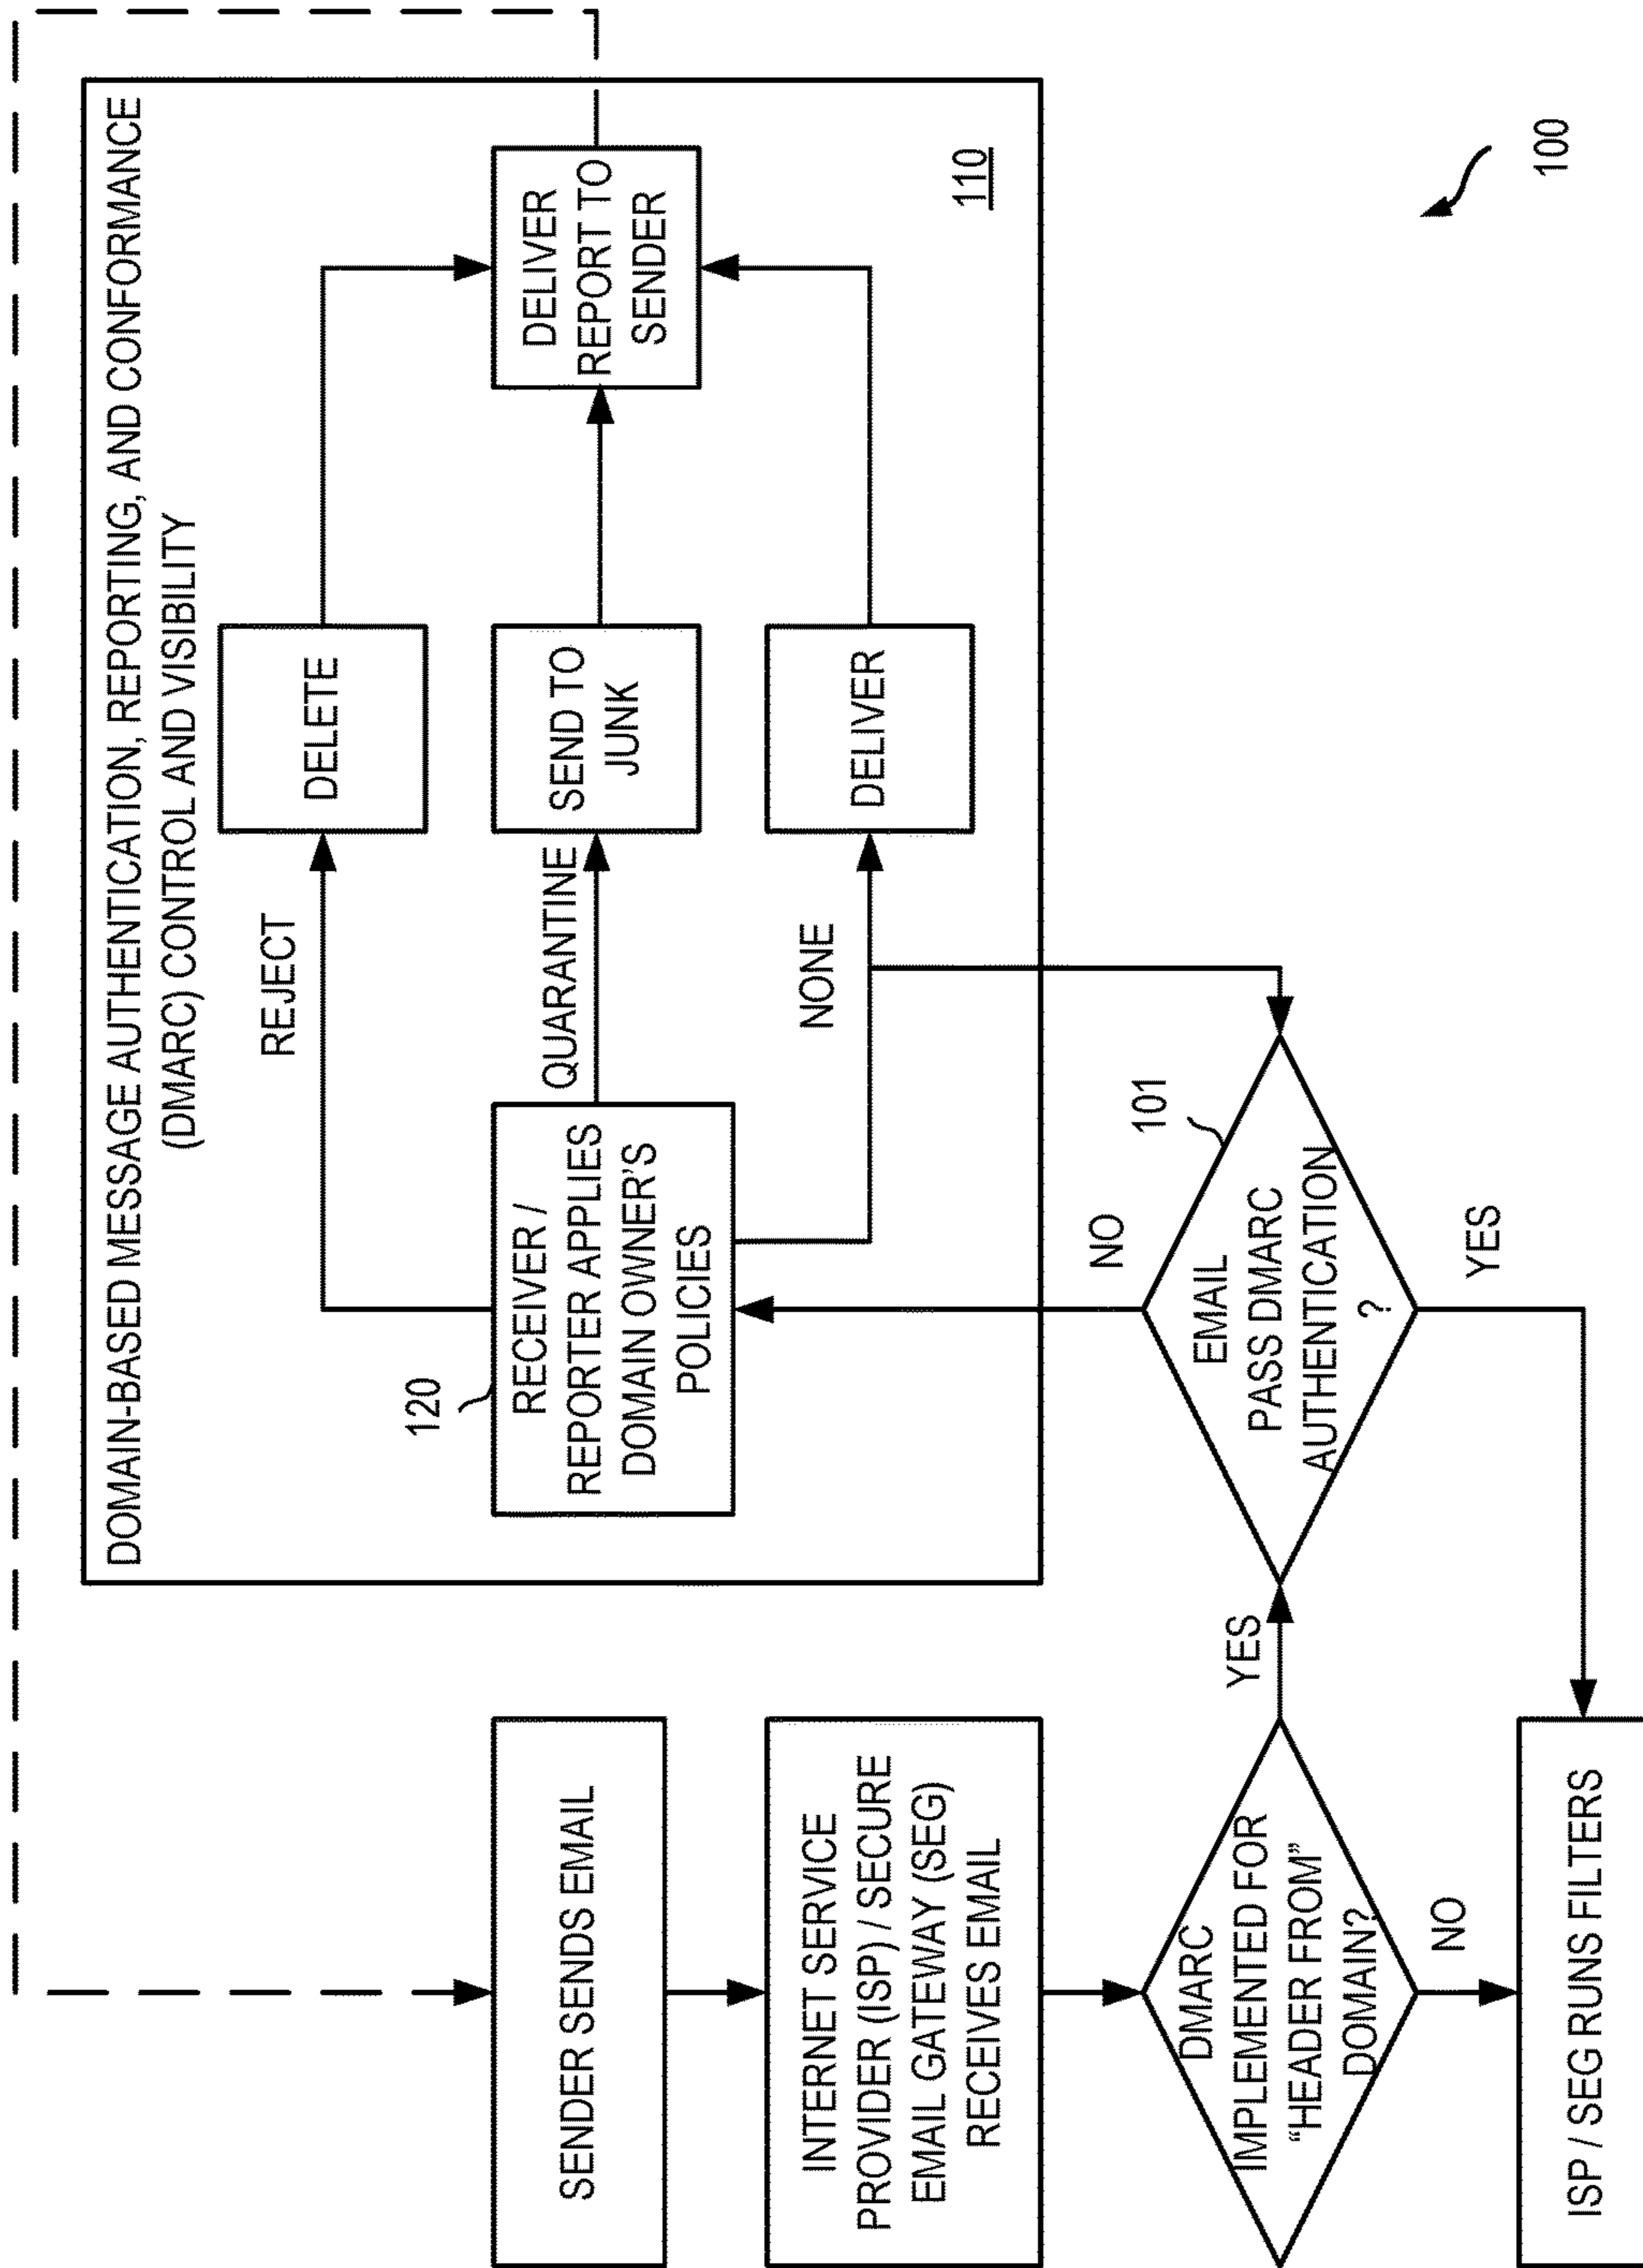 DOMAIN-BASED MESSAGE AUTHENTICATION, REPORTING, AND CONFORMANCE
(DMARC) CONTROL AND VISIBILITY
SENDER SENDS EMAIL
INTERNET SERVICE
PROVIDER (ISP) / SECURE
EMAIL GATEWAY (SEG)
RECEIVES EMAIL
DMARC
IMPLEMENTED FOR
“HEADER FROM”
DOMAIN?
NO
YES
ISP / SEG RUNS FILTERS
120
RECEIVER /
REPORTER APPLIES
DOMAIN OWNER'S
POLICIES
REJECT
QUARANTINE
NONE
DELETE
SEND TO
JUNK
DELIVER
DELIVER
REPORT TO
SENDER
110
101
NO
EMAIL
PASS DMARC
AUTHENTICATION
?
YES
100